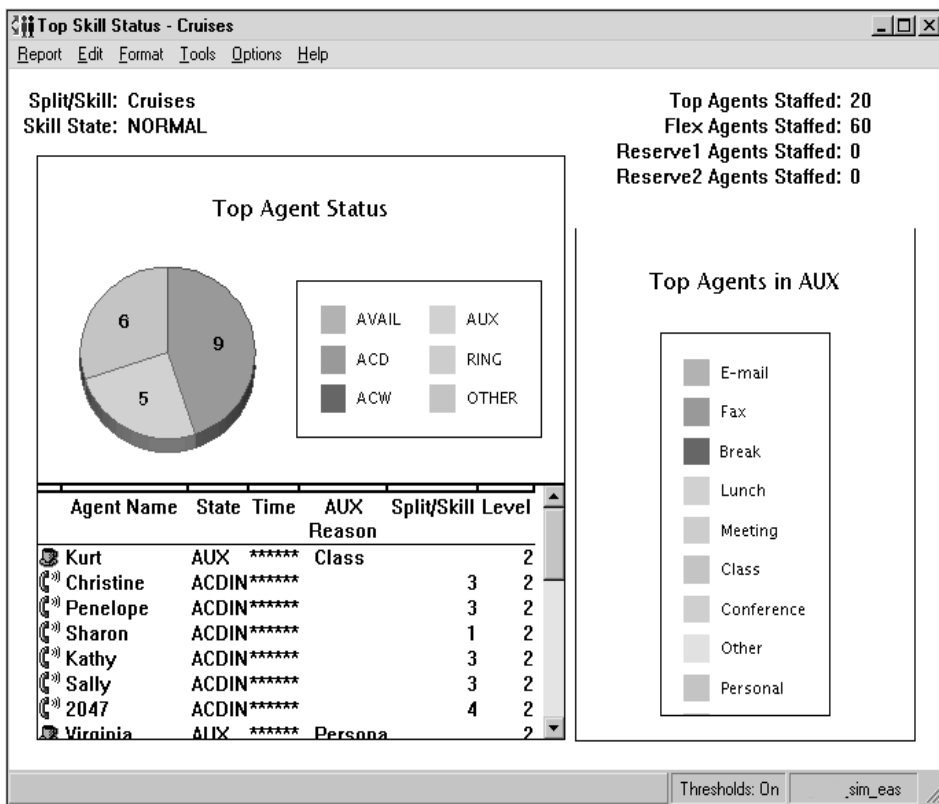 Top Skill Status - Cruises
Report Edit Format Tools Options Help
Split/Skill: Cruises
Skill State: NORMAL
Top Agents Staffed: 20
Flex Agents Staffed: 60
Reserve1 Agents Staffed: 0
Reserve2 Agents Staffed: 0
Top Agent Status
6
9
5
AVAIL AUX
ACD RING
ACW OTHER
Agent Name State Time AUX Reason Split/Skill Level
Kurt AUX ****** Class 2
Christine ACDIN ****** 3 2
Penelope ACDIN ****** 3 2
Sharon ACDIN ****** 1 2
Kathy ACDIN ****** 3 2
Sally ACDIN ****** 3 2
2047 ACDIN ****** 4 2
Virginia AUX ****** Persona 2
Top Agents in AUX
E-mail
Fax
Break
Lunch
Meeting
Class
Conference
Other
Personal
Thresholds: On
_sim_eas